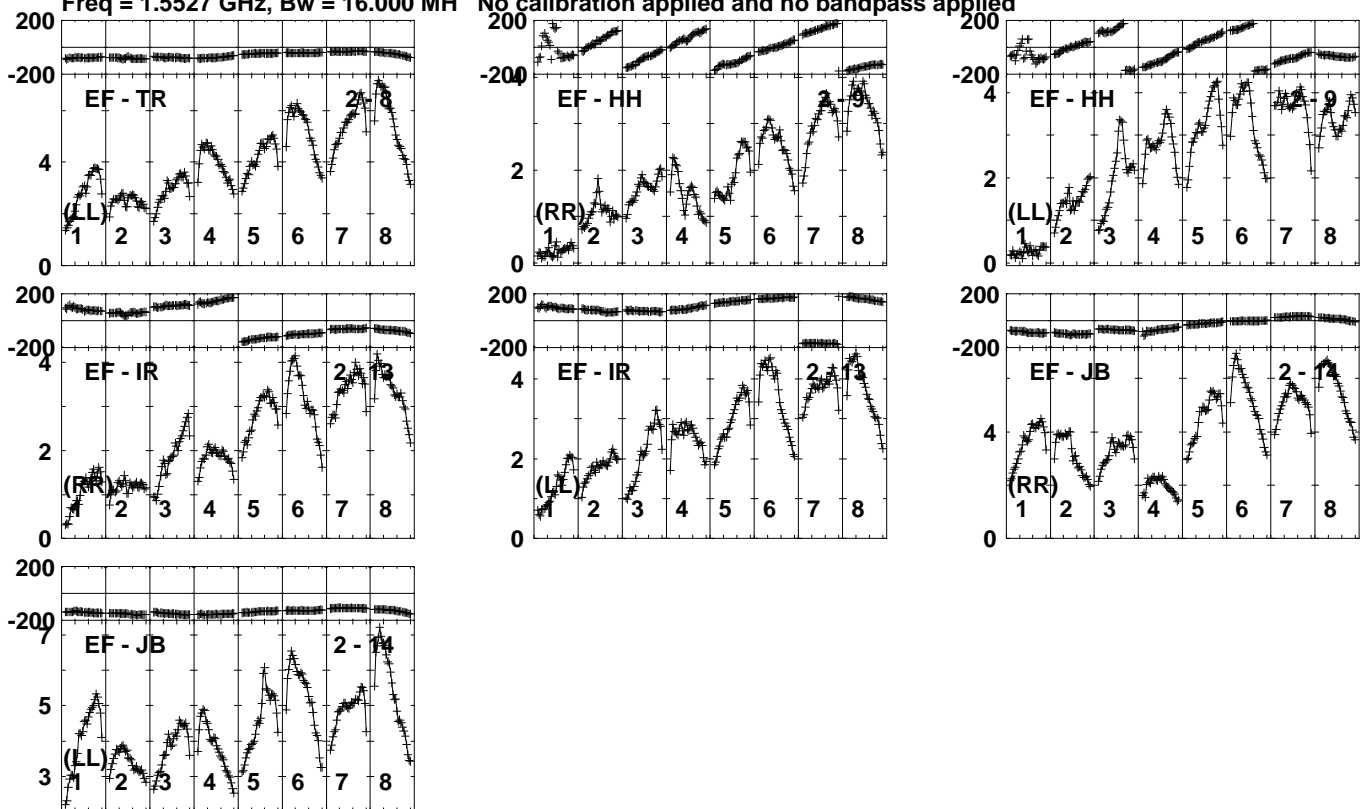 Freq = 1.5527 GHz, Bw = 16.000 MH No calibration applied and no bandpass applied
200
-200
EF - TR 2 - 8
4
(LL)
1 2 3 4 5 6 7 8
0
200
-200
4
EF - HH 2 - 9
2
(RR)
1 2 3 4 5 6 7 8
0
200
-200
4
EF - HH 2 - 9
2
(LL)
1 2 3 4 5 6 7 8
0
200
-200
4
EF - IR 2 - 13
2
(RR)
1 2 3 4 5 6 7 8
0
200
-200
EF - IR 2 - 13
4
2
(LL)
1 2 3 4 5 6 7 8
0
200
-200
EF - JB 2 - 14
4
(RR)
1 2 3 4 5 6 7 8
0
200
-200
7
EF - JB 2 - 14
5
(LL)
3
1 2 3 4 5 6 7 8